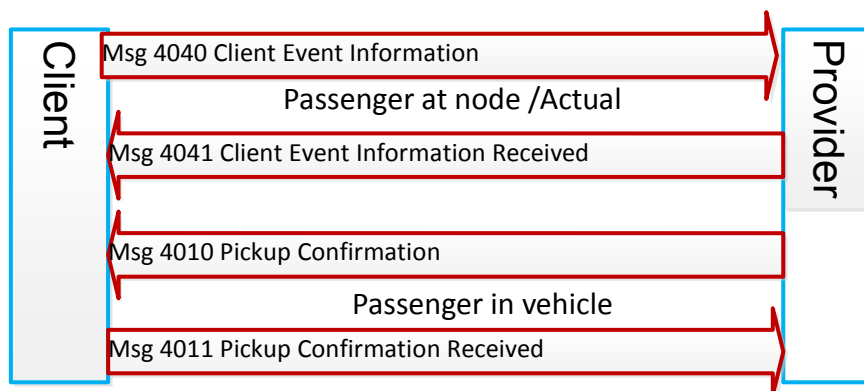 Client
Provider
Msg 4040 Client Event Information
Passenger at node /Actual
Msg 4041 Client Event Information Received
Msg 4010 Pickup Confirmation
Passenger in vehicle
Msg 4011 Pickup Confirmation Received